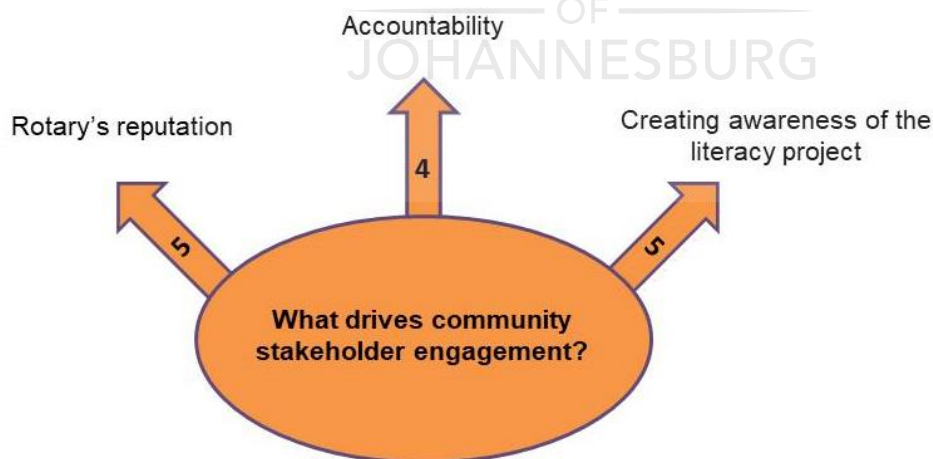 OF
JOHANNESBURG
Accountability
Rotary's reputation
Creating awareness of the
literacy project
4
5
5
What drives community
stakeholder engagement?